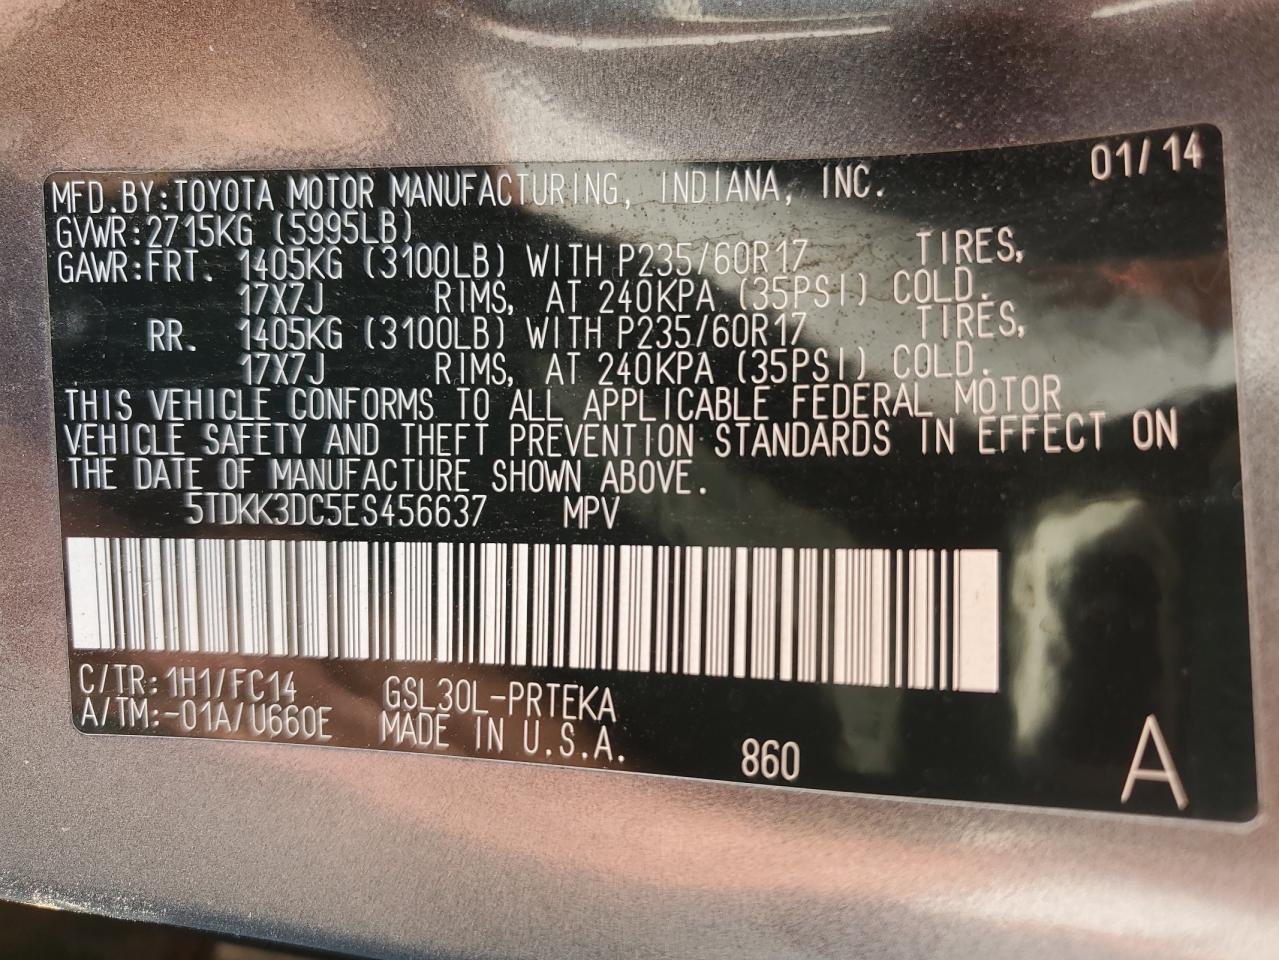 01/14
MFD.BY:TOYOTA MOTOR MANUFACTURING, INDIANA, INC.
GVWR:2715KG (5995LB)
GAWR:FRT. 1405KG (3100LB) WITH P235/60R17 TIRES,
17X7J RIMS, AT 240KPA (35PSI) COLD.
RR. 1405KG (3100LB) WITH P235/60R17 TIRES,
17X7J RIMS, AT 240KPA (35PSI) COLD.
THIS VEHICLE CONFORMS TO ALL APPLICABLE FEDERAL MOTOR
VEHICLE SAFETY AND THEFT PREVENTION STANDARDS IN EFFECT ON
THE DATE OF MANUFACTURE SHOWN ABOVE.
5TDKK3DC5ES456637 MPV
C/TR:1H1/FC14 GSL30L-PRTEKA
A/TM:-01A/U660E MADE IN U.S.A.
860
A